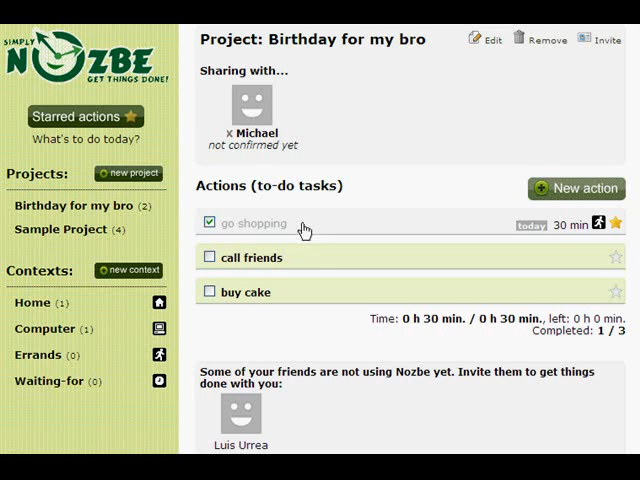 SIMPLY
NOZBE
GET THINGS DONE!
Starred actions
What's to do today?
Projects:
new project
Birthday for my bro (2)
Sample Project (4)
Contexts:
new context
Home (1)
Computer (1)
Errands (0)
Waiting-for (0)
Project: Birthday for my bro
Edit
Remove
Invite
Sharing with...
x Michael
not confirmed yet
Actions (to-do tasks)
New action
go shopping
today 30 min
call friends
buy cake
Time: 0 h 30 min. / 0 h 30 min., left: 0 h 0 min.
Completed: 1 / 3
Some of your friends are not using Nozbe yet. Invite them to get things
done with you:
Luis Urrea